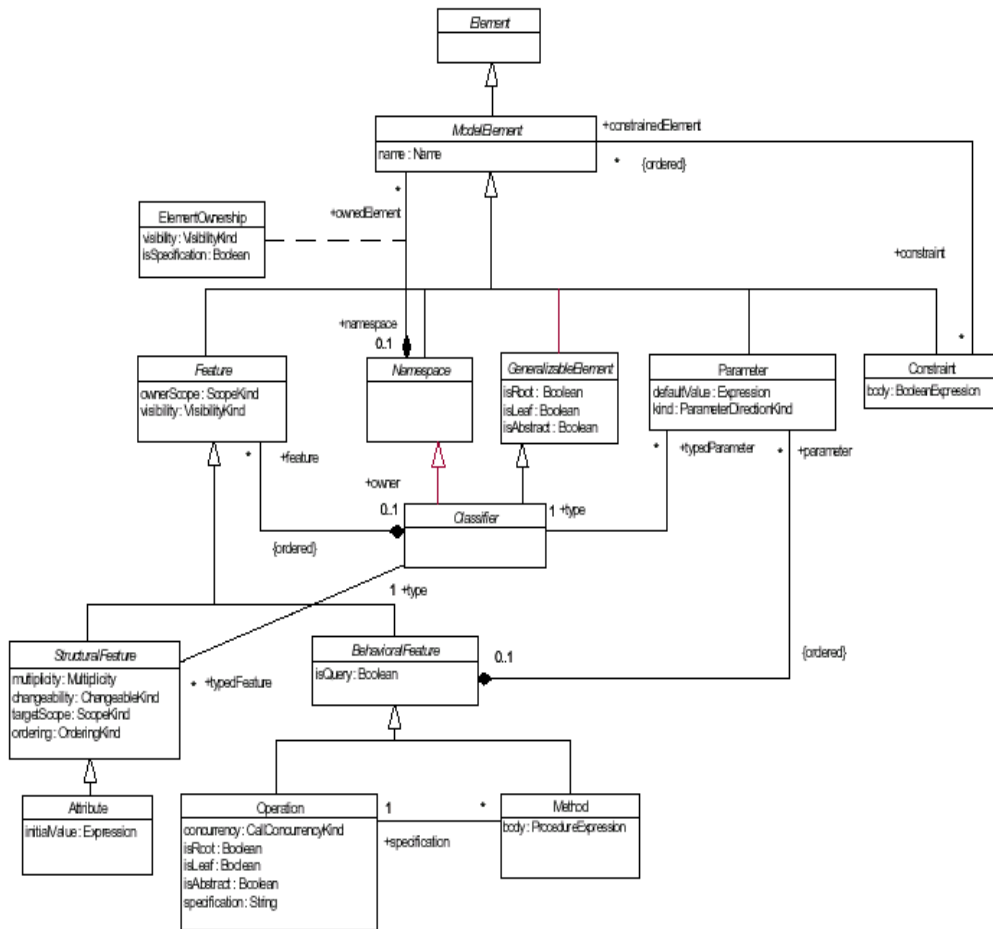 Element
ModelElement
name : Name
+constrainedElement
*
{ordered}
*
+ownedElement
ElementOwnership
visibility : VisibilityKind
isSpecification : Boolean
+constraint
*
+namespace
0..1
Feature
ownerScope : ScopeKind
visibility : VisibilityKind
Namespace
GeneralizableElement
isRoot : Boolean
isLeaf : Boolean
isAbstract : Boolean
Parameter
defaultValue : Expression
kind : ParameterDirectionKind
Constraint
body : BooleanExpression
*
+feature
*
+typedParameter
*
+parameter
+owner
0..1
Classifier
1
+type
{ordered}
1
+type
StructuralFeature
multiplicity : Multiplicity
changeability : ChangeableKind
targetScope : ScopeKind
ordering : OrderingKind
*
+typedFeature
BehavioralFeature
isQuery : Boolean
0..1
{ordered}
Attribute
initialValue : Expression
Operation
concurrency : CallConcurrencyKind
isRoot : Boolean
isLeaf : Boolean
isAbstract : Boolean
specification : String
1
*
+specification
Method
body : ProcedureExpression